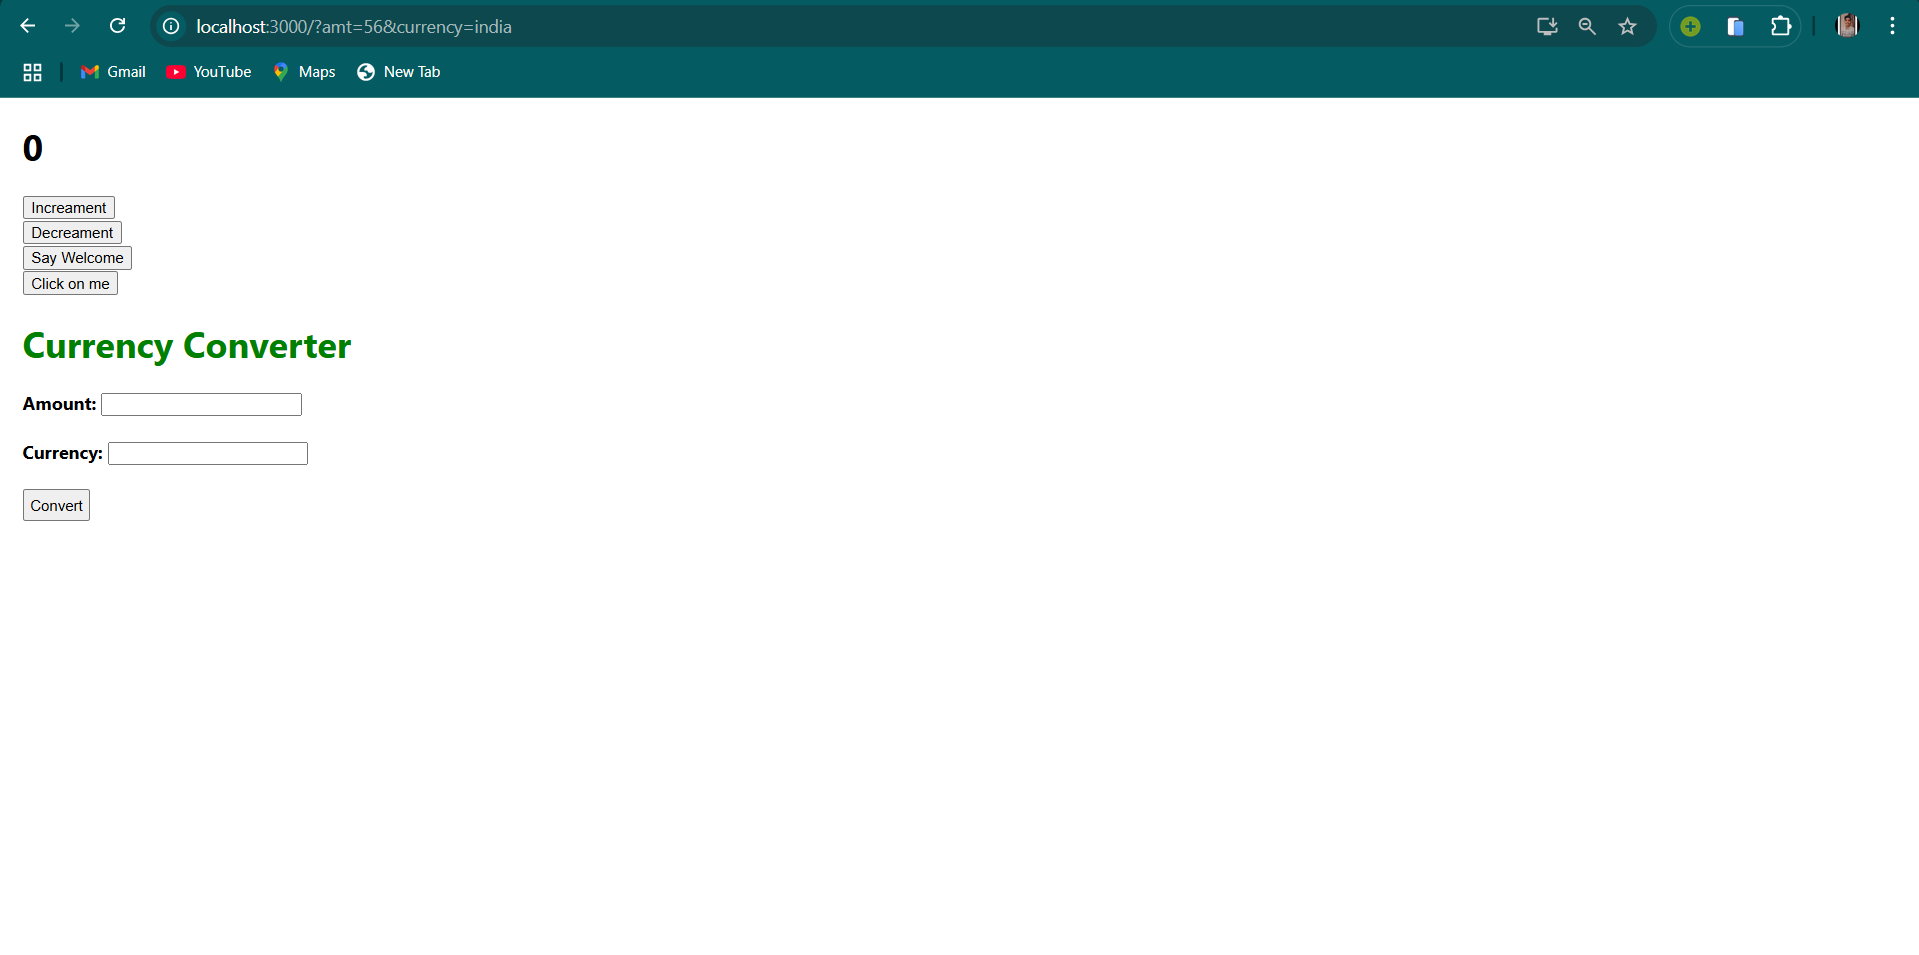 localhost:3000/?amt=56&currency=india
Gmail YouTube Maps New Tab
0
Increament
Decreament
Say Welcome
Click on me
Currency Converter
Amount:
Currency:
Convert